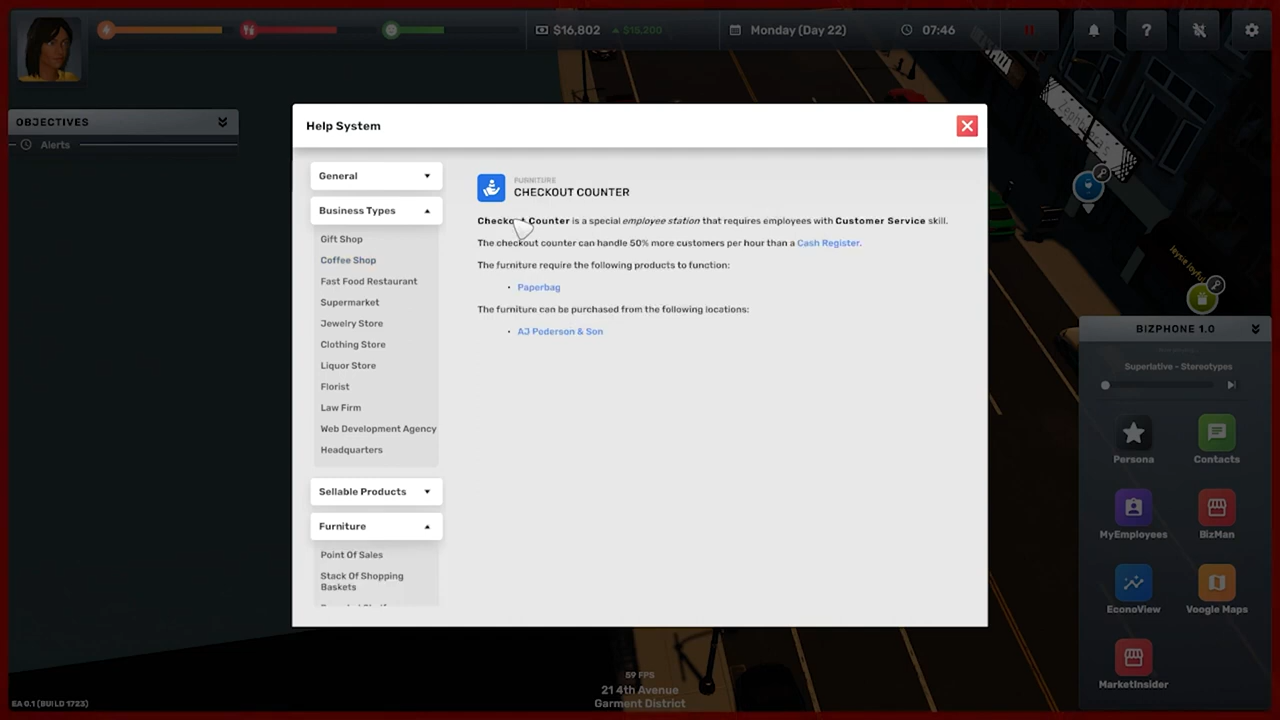 $16,802
$15,200
Monday (Day 22)
07:46
?
OBJECTIVES
Alerts
Help System
General
Business Types
Gift Shop
Coffee Shop
Fast Food Restaurant
Supermarket
Jewelry Store
Clothing Store
Liquor Store
Florist
Law Firm
Web Development Agency
Headquarters
Sellable Products
Furniture
Point Of Sales
Stack Of Shopping
Baskets
FURNITURE
CHECKOUT COUNTER
Checkout Counter is a special employee station that requires employees with Customer Service skill.
The checkout counter can handle 50% more customers per hour than a Cash Register.
The furniture require the following products to function:
• Paperbag
The furniture can be purchased from the following locations:
• AJ Pederson & Son
BIZPHONE 1.0
Superlative - Stereotypes
Persona
Contacts
MyEmployees
BizMan
EconoView
Voogle Maps
MarketInsider
59 FPS
21 4th Avenue
Garment District
EA 0.1 (BUILD 1723)